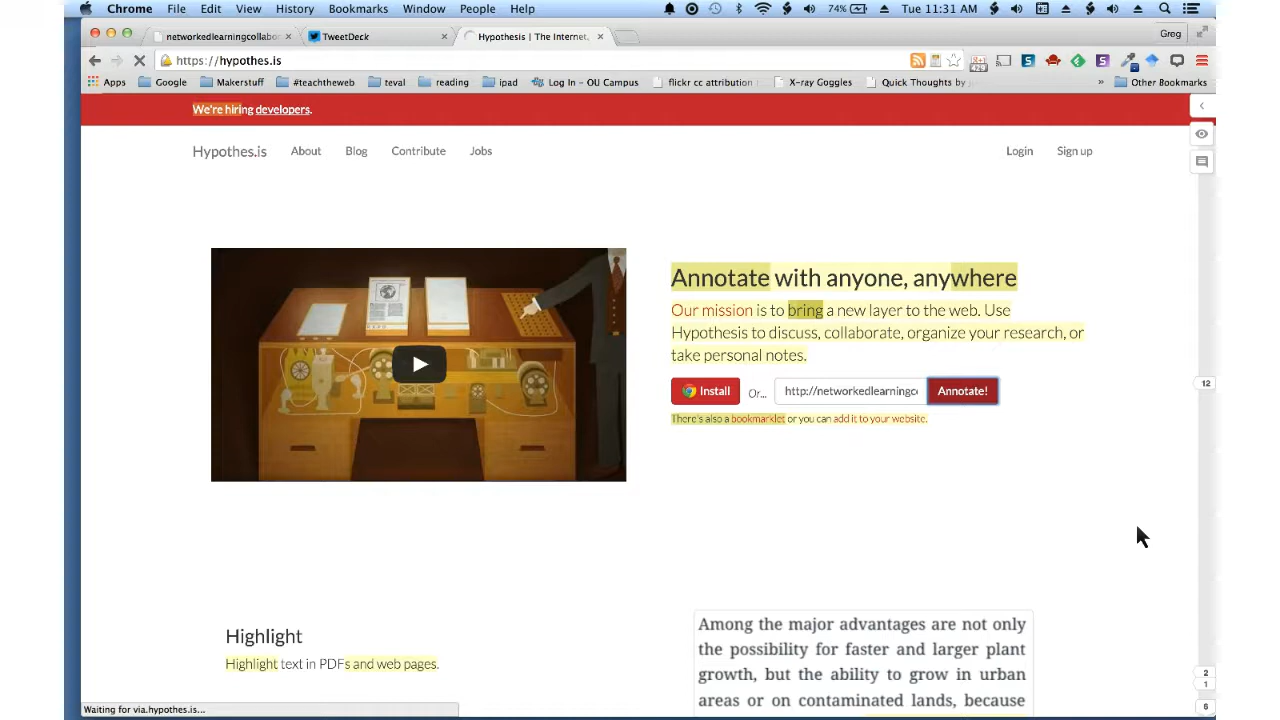 Chrome File Edit View History Bookmarks Window People Help 74% Tue 11:31 AM
networkedlearningcollabo TweetDeck Hypothesis | The Internet, Greg
https://hypothes.is
Apps Google Makerstuff #teachtheweb teval reading ipad Log In – OU Campus flickr cc attribution X-ray Goggles Quick Thoughts by » Other Bookmarks
We're hiring developers.
Hypothes.is About Blog Contribute Jobs Login Sign up
Annotate with anyone, anywhere
Our mission is to bring a new layer to the web. Use
Hypothesis to discuss, collaborate, organize your research, or
take personal notes.
Install Or... http://networkedlearningco Annotate!
12
There's also a bookmarklet or you can add it to your website.
Highlight
Highlight text in PDFs and web pages.
Among the major advantages are not only
the possibility for faster and larger plant
growth, but the ability to grow in urban
areas or on contaminated lands, because
2
1
6
Waiting for via.hypothes.is...